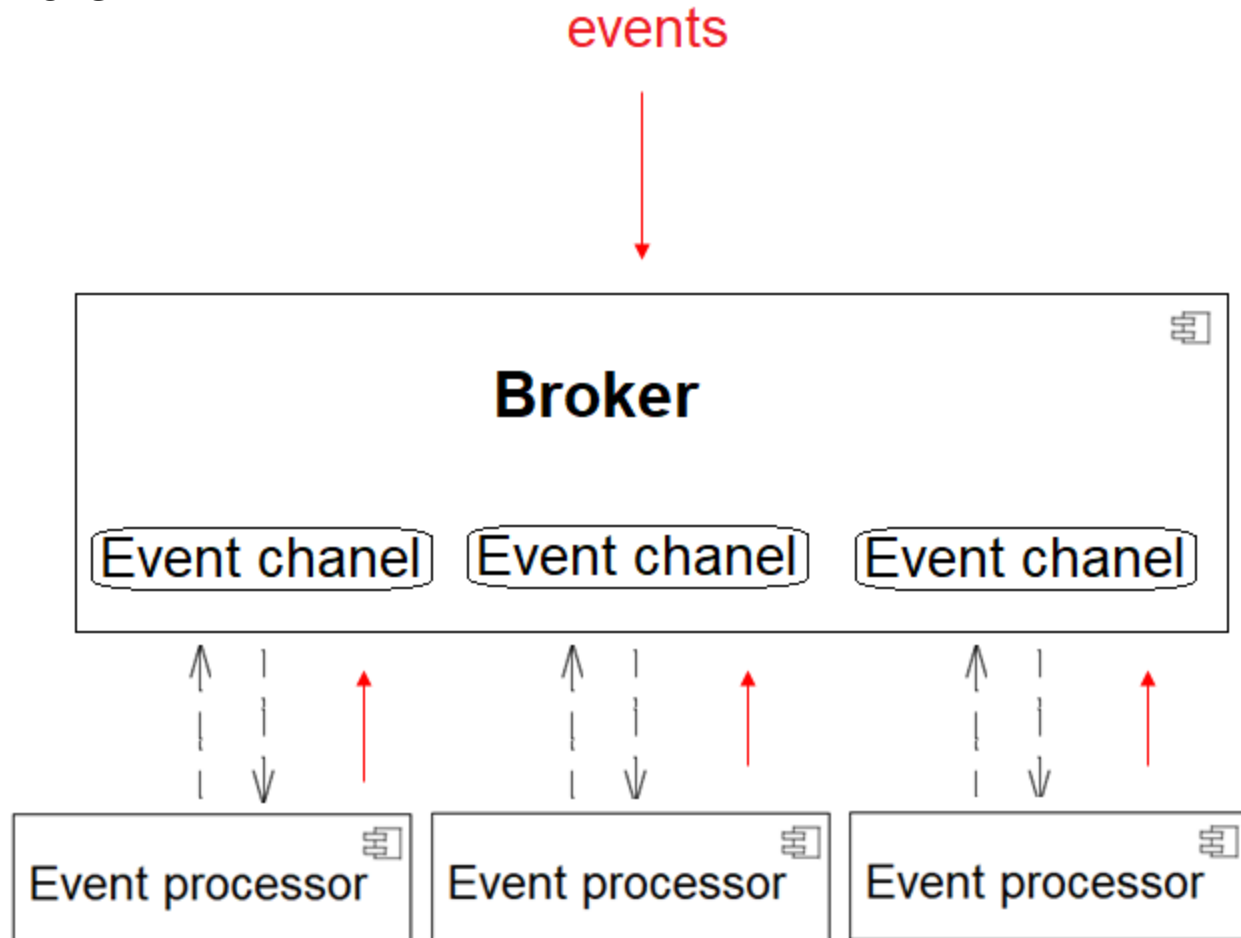 events
Broker
Event chanel
Event chanel
Event chanel
Event processor
Event processor
Event processor